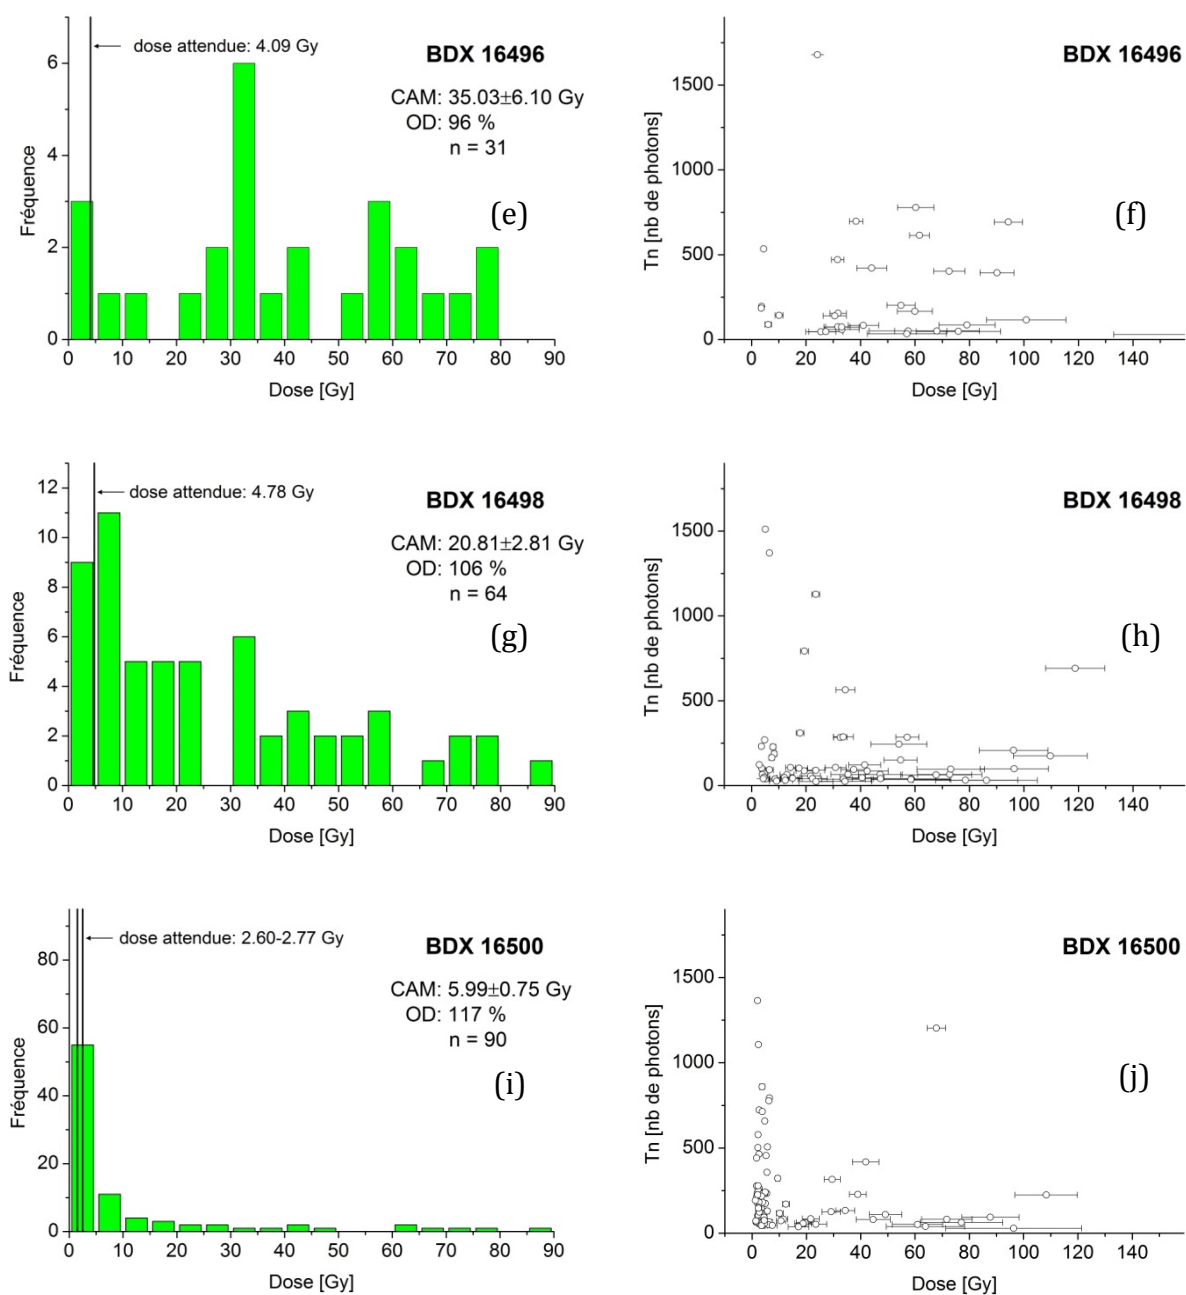 dose attendue: 4.09 Gy
BDX 16496
CAM: 35.03±6.10 Gy
OD: 96 %
n = 31
(e)
Fréquence
6
4
2
0
0 10 20 30 40 50 60 70 80 90
Dose [Gy]
BDX 16496
(f)
Tn [nb de photons]
1500
1000
500
0
0 20 40 60 80 100 120 140
Dose [Gy]
dose attendue: 4.78 Gy
BDX 16498
CAM: 20.81±2.81 Gy
OD: 106 %
n = 64
(g)
Fréquence
12
10
8
6
4
2
0
0 10 20 30 40 50 60 70 80 90
Dose [Gy]
BDX 16498
(h)
Tn [nb de photons]
1500
1000
500
0
0 20 40 60 80 100 120 140
Dose [Gy]
dose attendue: 2.60-2.77 Gy
BDX 16500
CAM: 5.99±0.75 Gy
OD: 117 %
n = 90
(i)
Fréquence
80
60
40
20
0
0 10 20 30 40 50 60 70 80 90
Dose [Gy]
BDX 16500
(j)
Tn [nb de photons]
1500
1000
500
0
0 20 40 60 80 100 120 140
Dose [Gy]